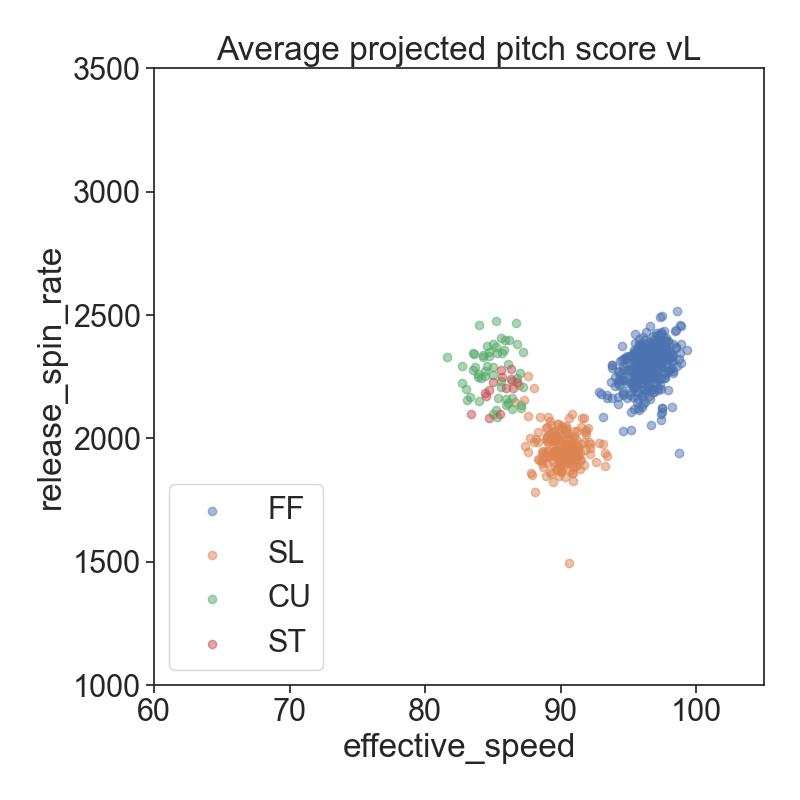 Average projected pitch score vL
3500
3000
2500
2000
1500
1000
release_spin_rate
FF
SL
CU
ST
60 70 80 90 100
effective_speed